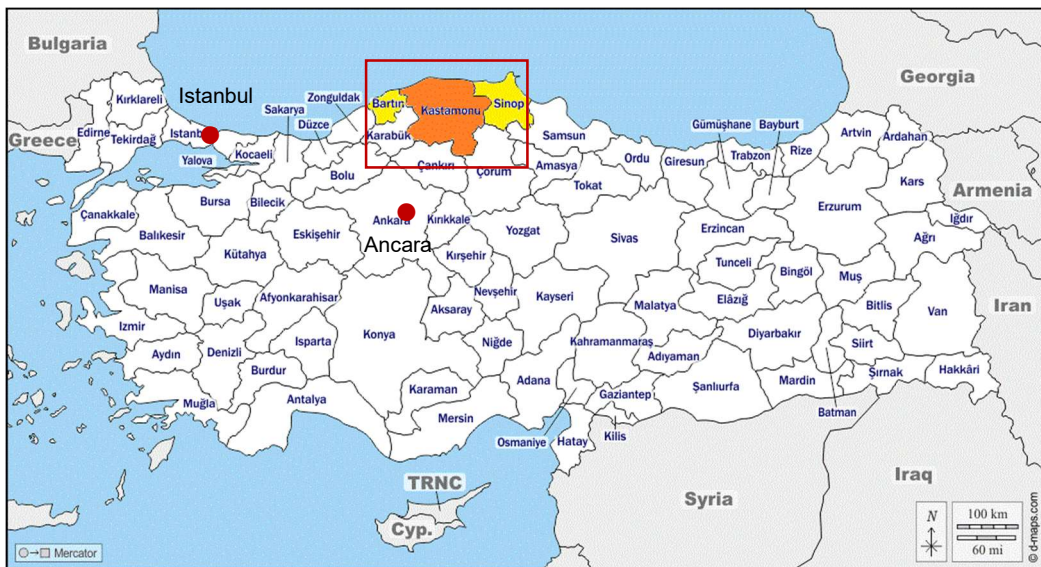 Bulgaria
Georgia
Greece
Armenia
Iran
Iraq
Syria
TRNC
Cyp.
Istanbul
Ancara
Kırklareli
Edirne
Tekirdağ
Istanbul
Yalova
Kocaeli
Sakarya
Düzce
Zonguldak
Bartın
Kastamonu
Sinop
Karabük
Çankırı
Çorum
Samsun
Amasya
Ordu
Tokat
Giresun
Gümüşhane
Trabzon
Bayburt
Rize
Artvin
Ardahan
Kars
Iğdır
Ağrı
Erzurum
Erzincan
Bolu
Bilecik
Bursa
Çanakkale
Balıkesir
Kütahya
Eskişehir
Ankara
Kırıkkale
Kırşehir
Yozgat
Sivas
Tunceli
Bingöl
Muş
Bitlis
Van
Elâzığ
Malatya
Manisa
Uşak
Afyonkarahisar
Konya
Aksaray
Nevşehir
Kayseri
Izmir
Aydın
Denizli
Isparta
Burdur
Muğla
Antalya
Karaman
Mersin
Niğde
Adana
Kahramanmaraş
Adıyaman
Diyarbakır
Siirt
Şırnak
Hakkâri
Mardin
Batman
Şanlıurfa
Gaziantep
Kilis
Osmaniye
Hatay
Mercator
N
100 km
60 mi
© d-maps.com